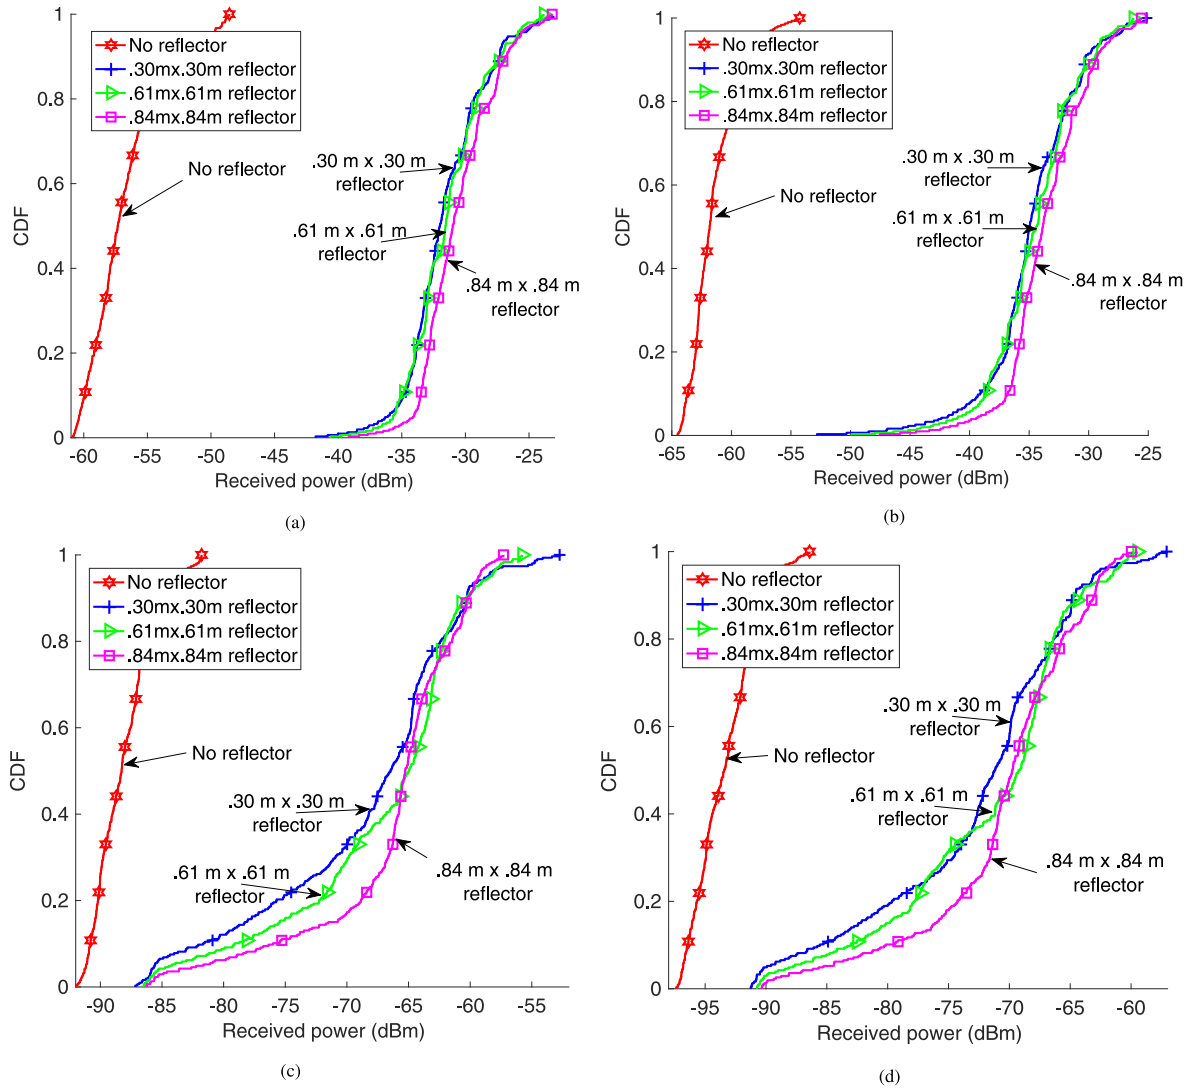 No reflector
.30mx.30m reflector
.61mx.61m reflector
.84mx.84m reflector
No reflector
.30 m x .30 m
reflector
.61 m x .61 m
reflector
.84 m x .84 m
reflector
CDF
1
0.8
0.6
0.4
0.2
0
-60 -55 -50 -45 -40 -35 -30 -25
Received power (dBm)
(a)
No reflector
.30mx.30m reflector
.61mx.61m reflector
.84mx.84m reflector
No reflector
.30 m x .30 m
reflector
.61 m x .61 m
reflector
.84 m x .84 m
reflector
CDF
1
0.8
0.6
0.4
0.2
0
-65 -60 -55 -50 -45 -40 -35 -30 -25
Received power (dBm)
(b)
No reflector
.30mx.30m reflector
.61mx.61m reflector
.84mx.84m reflector
No reflector
.30 m x .30 m
reflector
.61 m x .61 m
reflector
.84 m x .84 m
reflector
CDF
1
0.8
0.6
0.4
0.2
0
-90 -85 -80 -75 -70 -65 -60 -55
Received power (dBm)
(c)
No reflector
.30mx.30m reflector
.61mx.61m reflector
.84mx.84m reflector
.30 m x .30 m
reflector
No reflector
.61 m x .61 m
reflector
.84 m x .84 m
reflector
CDF
1
0.8
0.6
0.4
0.2
0
-95 -90 -85 -80 -75 -70 -65 -60
Received power (dBm)
(d)